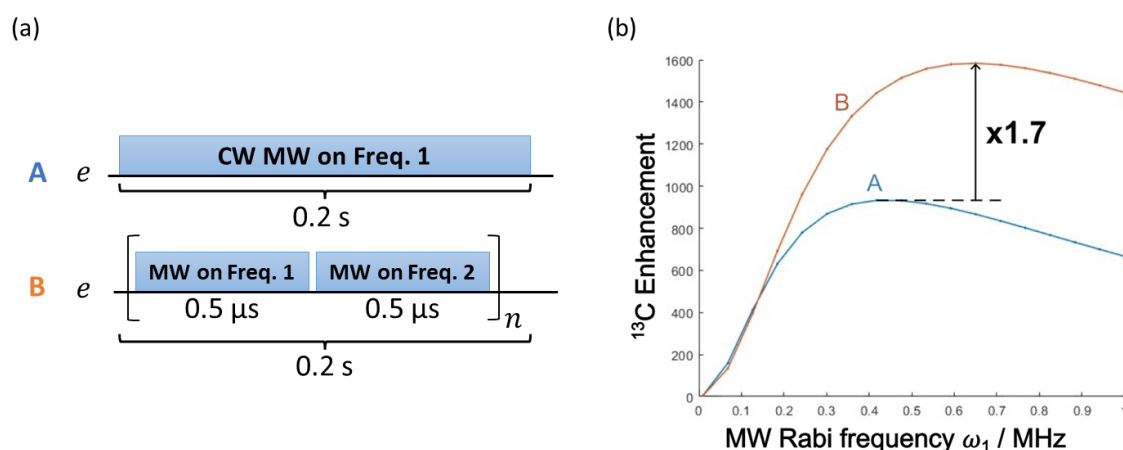 (a)
A
e
CW MW on Freq. 1
0.2 s
B
e
MW on Freq. 1
MW on Freq. 2
n
0.5 µs
0.5 µs
0.2 s
(b)
¹³C Enhancement
1600
1400
1200
1000
800
600
400
200
0
B
A
x1.7
0 0.1 0.2 0.3 0.4 0.5 0.6 0.7 0.8 0.9
MW Rabi frequency ω₁ / MHz